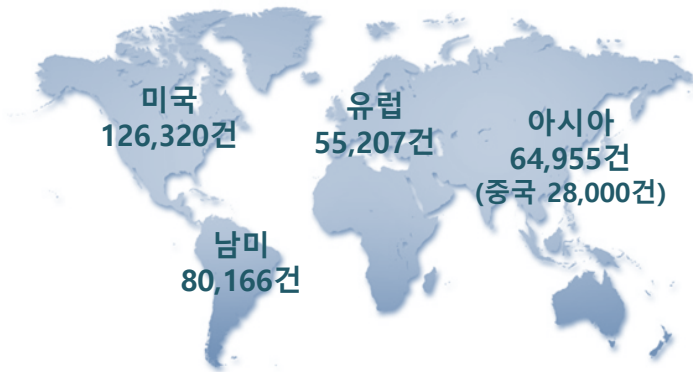 미국
126,320건
유럽
55,207건
아시아
64,955건
(중국 28,000건)
남미
80,166건